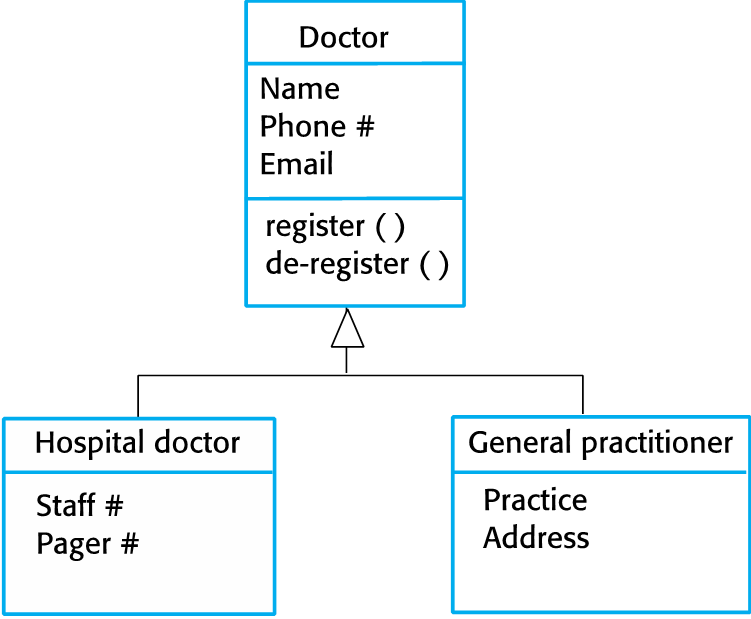 Doctor
Name
Phone #
Email
register ( )
de-register ( )
Hospital doctor
Staff #
Pager #
General practitioner
Practice
Address